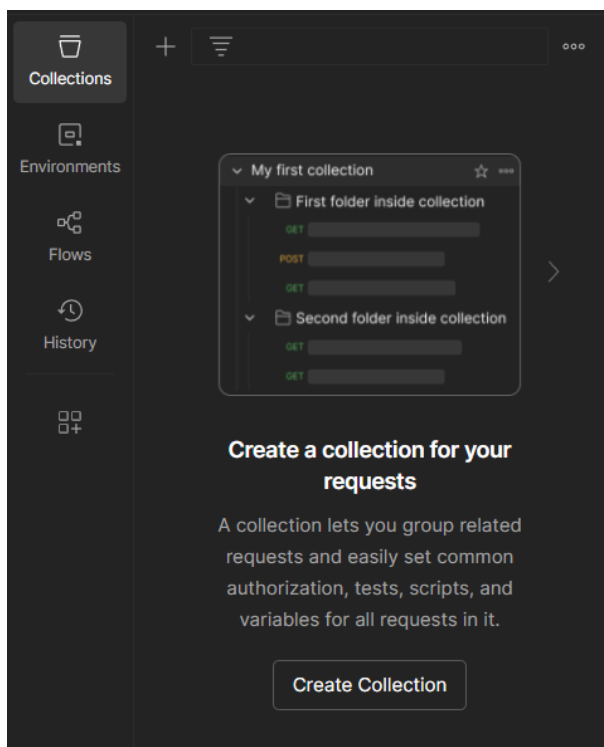 Collections
Environments
Flows
History
My first collection
First folder inside collection
GET
POST
GET
Second folder inside collection
GET
GET
Create a collection for your
requests
A collection lets you group related
requests and easily set common
authorization, tests, scripts, and
variables for all requests in it.
Create Collection